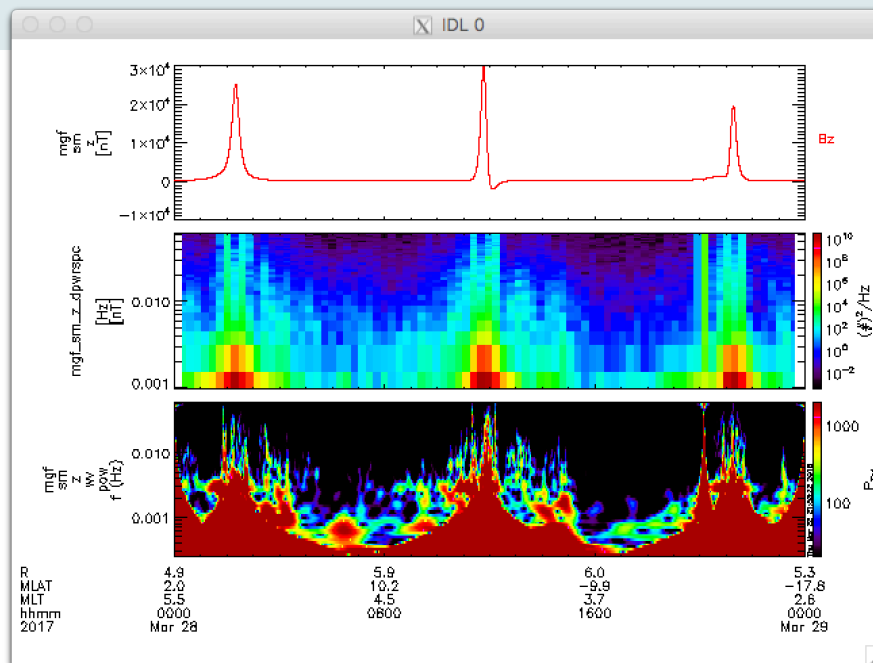 IDL 0
3×10⁴
2×10⁴
1×10⁴
0
−1×10⁴
mgf
sm
z
[nT]
Bz
mgf_sm_z_dpwrspc
[Hz]
[nT]
0.010
0.001
10¹⁰
10⁸
10⁶
10⁴
10²
10⁰
10⁻²
(#)²/Hz
mgf
sm
z
wv
pow
f (Hz)
0.010
0.001
1000
100
R 4.9 5.9 6.0 5.3
MLAT 2.0 10.2 −9.9 −17.8
MLT 5.5 4.5 3.7 2.6
hhmm 0000 0800 1600 0000
2017 Mar 28 Mar 29